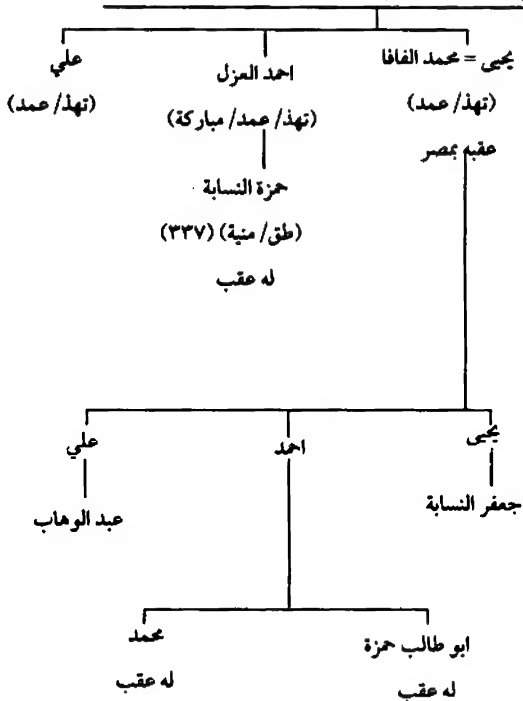 يحيى = محمد الفافا
احمد العزل
علي
(تهذ/عمد)
(تهذ/عمد/مباركة)
(تهذ/عمد)
عقبه بمصر
حمزة النسابة
(طق/منية) (٣٣٧)
له عقب
يحيى
احمد
علي
جعفر النسابة
عبد الوهاب
ابو طالب حمزة
محمد
له عقب
له عقب